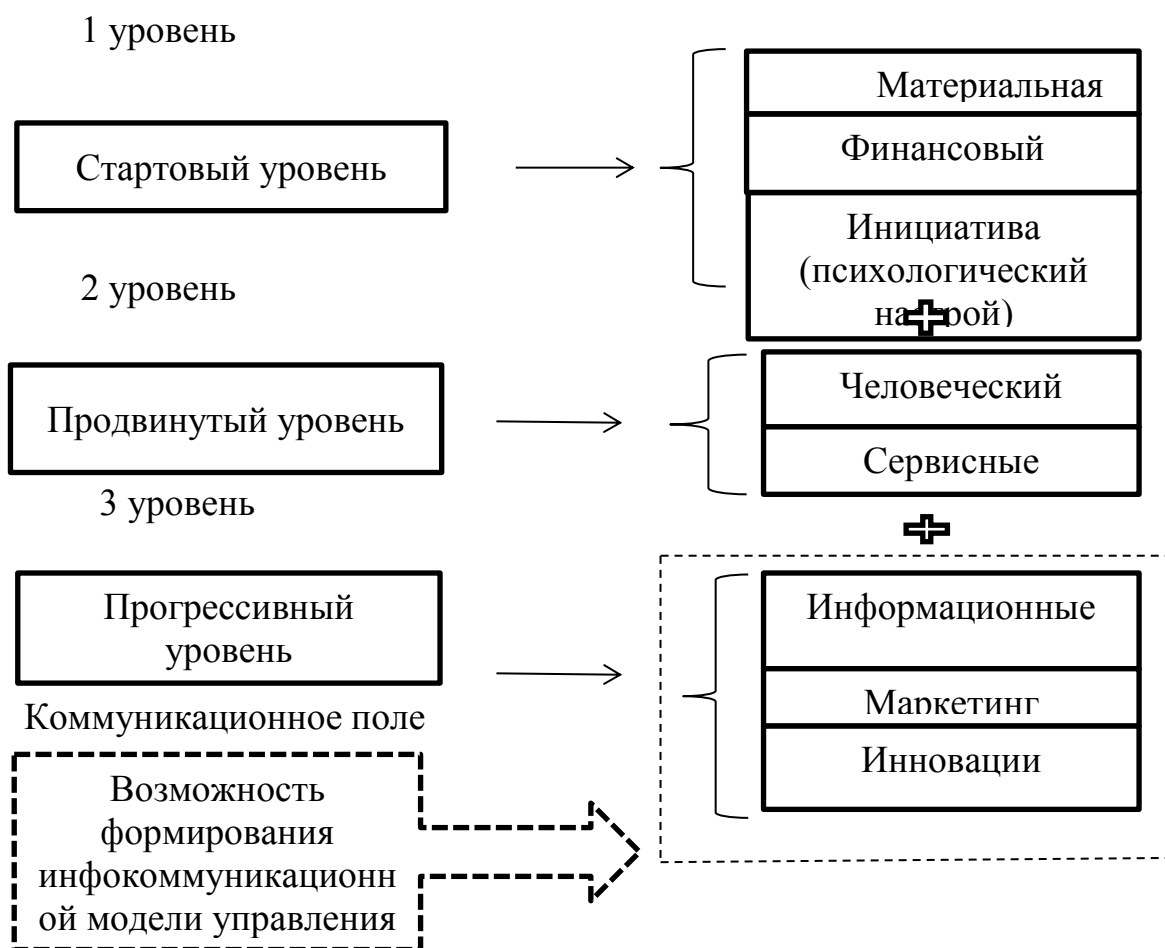 1 уровень
Стартовый уровень
Материальная
Финансовый
Инициатива
(психологический
настрой)
2 уровень
Продвинутый уровень
Человеческий
Сервисные
3 уровень
Прогрессивный
уровень
Информационные
Маркетинг
Инновации
Коммуникационное поле
Возможность
формирования
инфокоммуникационн
ой модели управления